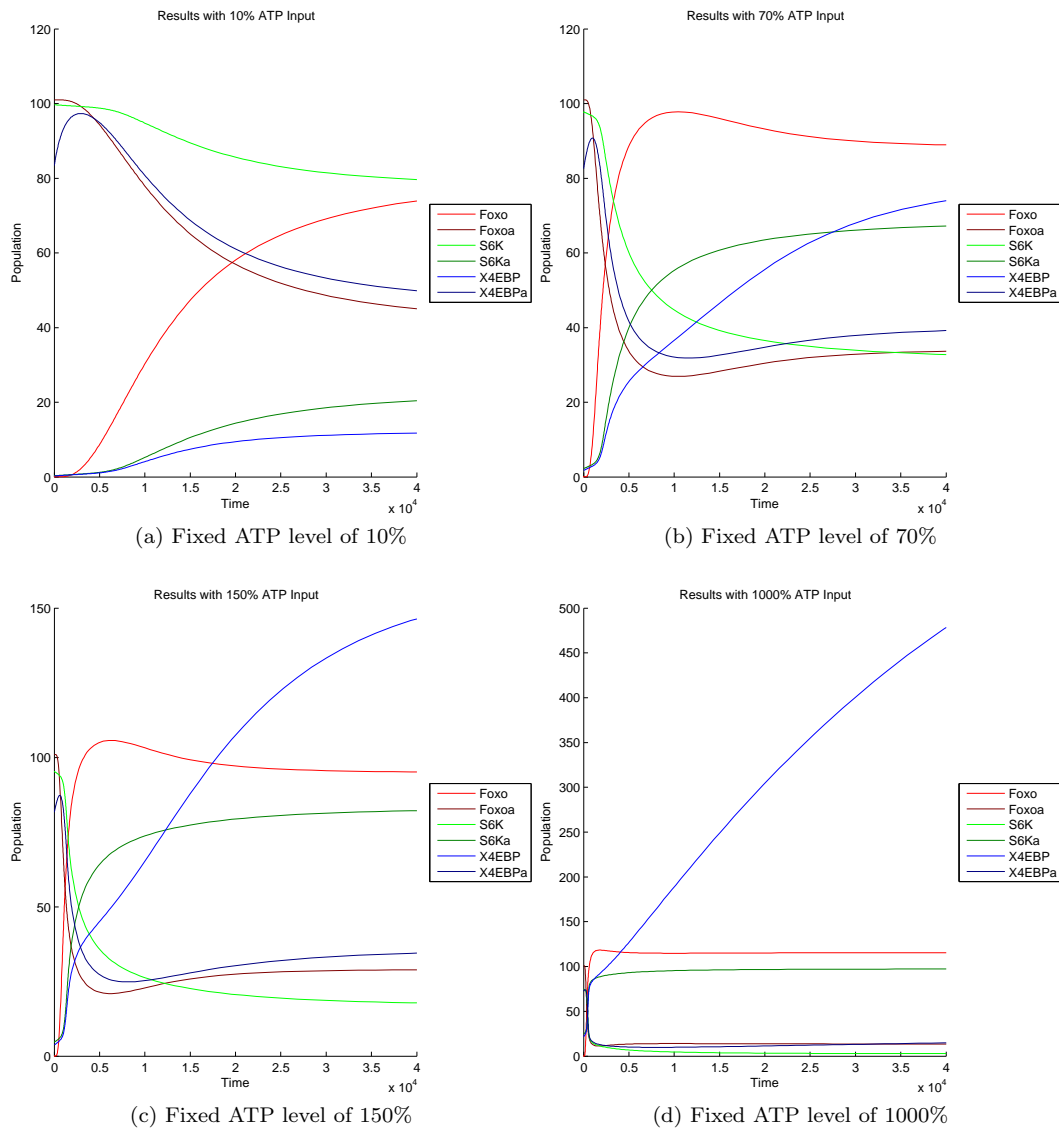 Results with 10% ATP Input
120
100
80
60
40
20
0
Population
0 0.5 1 1.5 2 2.5 3 3.5 4
Time
x 10^4
Foxo
Foxoa
S6K
S6Ka
X4EBP
X4EBPa
(a) Fixed ATP level of 10%
Results with 70% ATP Input
120
100
80
60
40
20
0
Population
0 0.5 1 1.5 2 2.5 3 3.5 4
Time
x 10^4
Foxo
Foxoa
S6K
S6Ka
X4EBP
X4EBPa
(b) Fixed ATP level of 70%
Results with 150% ATP Input
150
100
50
0
Population
0 0.5 1 1.5 2 2.5 3 3.5 4
Time
x 10^4
Foxo
Foxoa
S6K
S6Ka
X4EBP
X4EBPa
(c) Fixed ATP level of 150%
Results with 1000% ATP Input
500
450
400
350
300
250
200
150
100
50
0
Population
0 0.5 1 1.5 2 2.5 3 3.5 4
Time
x 10^4
Foxo
Foxoa
S6K
S6Ka
X4EBP
X4EBPa
(d) Fixed ATP level of 1000%